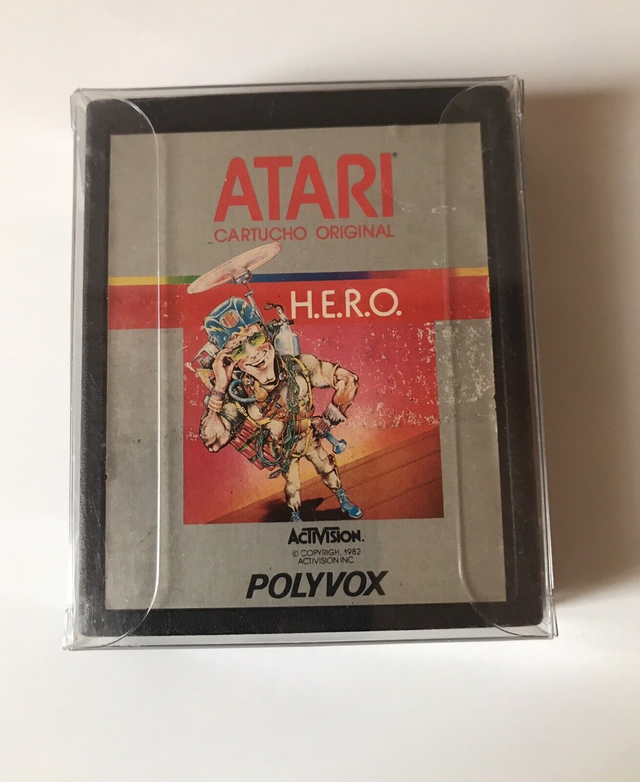 ATARI
CARTUCHO ORIGINAL
H.E.R.O.
ACTIVISION.
© COPYRIGH, 1982
ACTIVISION INC
POLYVOX